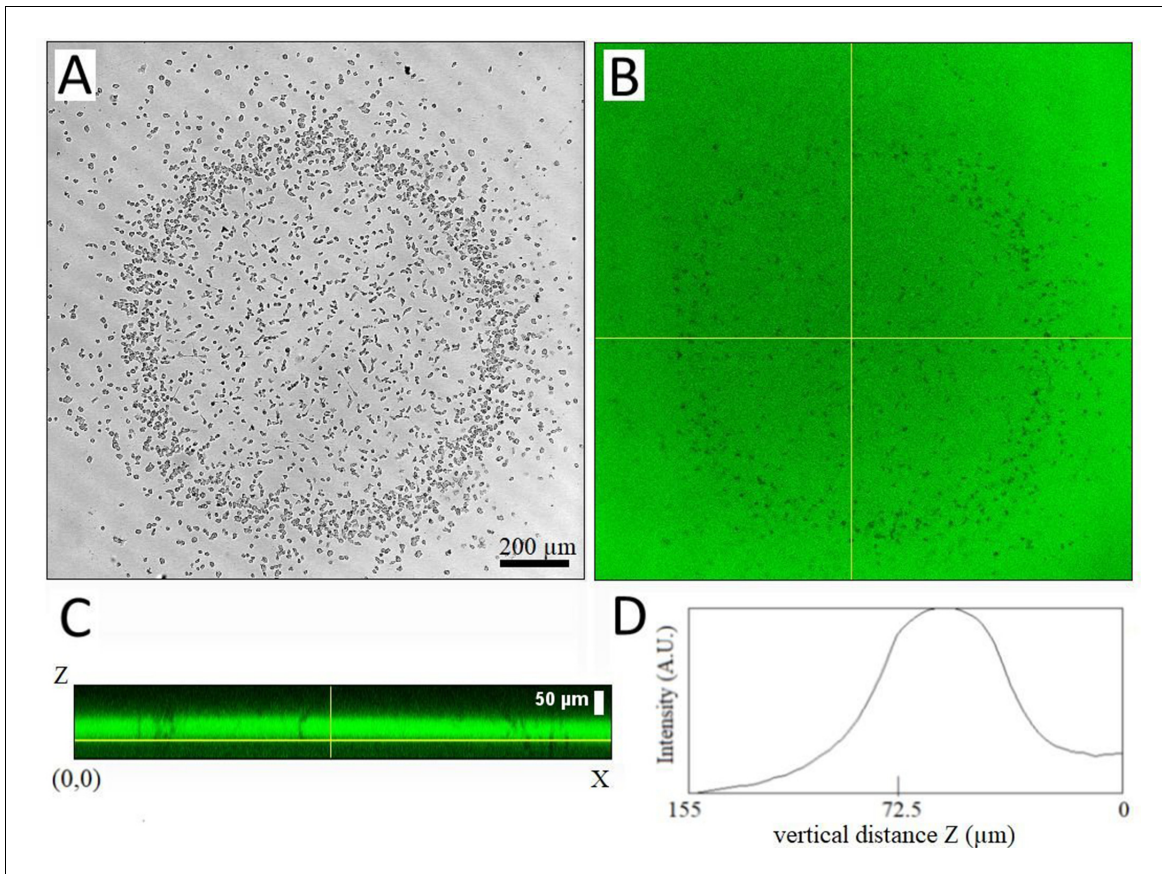 A
B
200 µm
C
D
Z
50 µm
(0,0)
X
Intensity (A.U.)
155
72.5
0
vertical distance Z (µm)